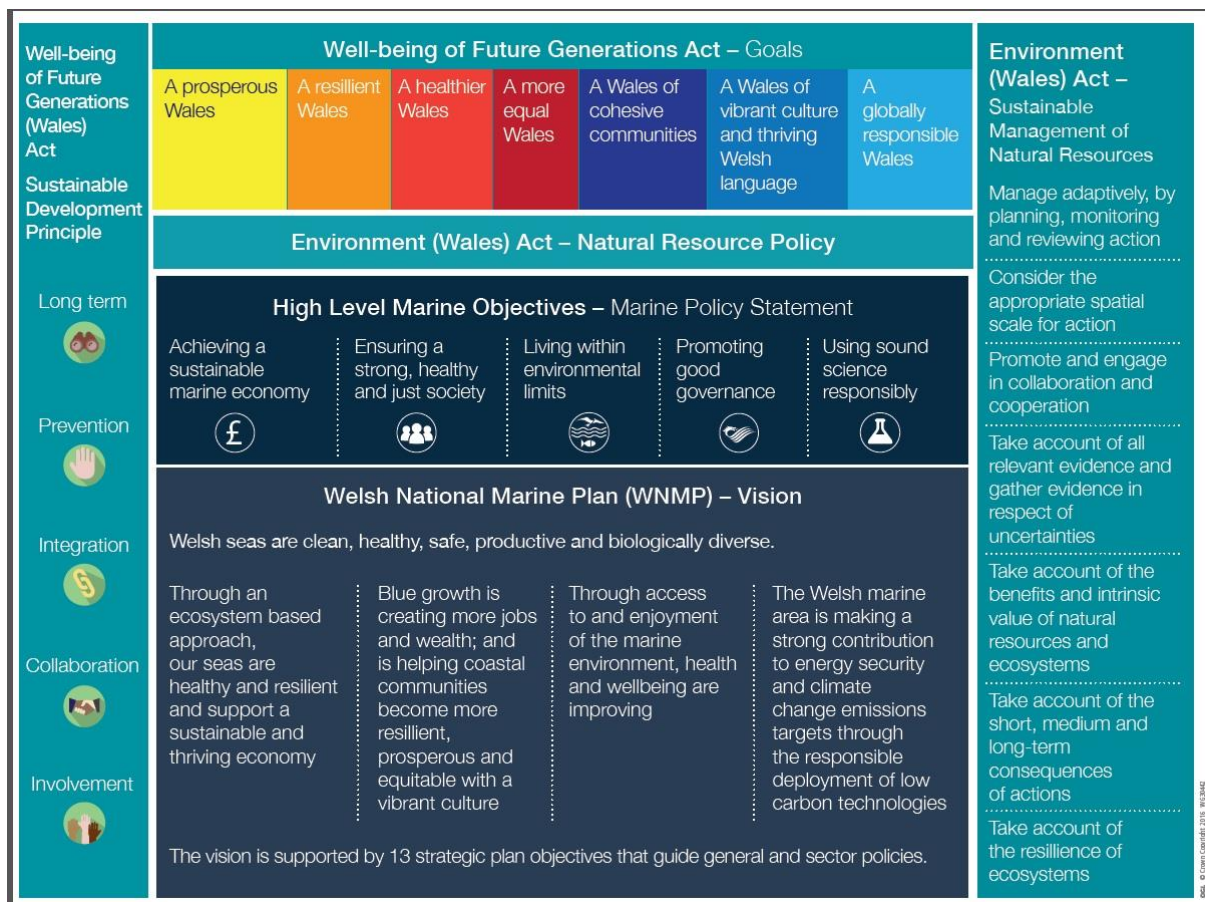 Well-being
of Future
Generations
(Wales)
Act
Sustainable
Development
Principle
Long term
Prevention
Integration
Collaboration
Involvement
Well-being of Future Generations Act – Goals
A prosperous
Wales
A resillient
Wales
A healthier
Wales
A more
equal
Wales
A Wales of
cohesive
communities
A Wales of
vibrant culture
and thriving
Welsh
language
A
globally
responsible
Wales
Environment (Wales) Act – Natural Resource Policy
High Level Marine Objectives – Marine Policy Statement
Achieving a
sustainable
marine economy
£
Ensuring a
strong, healthy
and just society
Living within
environmental
limits
Promoting
good
governance
Using sound
science
responsibly
Welsh National Marine Plan (WNMP) – Vision
Welsh seas are clean, healthy, safe, productive and biologically diverse.
Through an
ecosystem based
approach,
our seas are
healthy and resilient
and support a
sustainable and
thriving economy
Blue growth is
creating more jobs
and wealth; and
is helping coastal
communities
become more
resillient,
prosperous and
equitable with a
vibrant culture
Through access
to and enjoyment
of the marine
environment, health
and wellbeing are
improving
The Welsh marine
area is making a
strong contribution
to energy security
and climate
change emissions
targets through
the responsible
deployment of low
carbon technologies
The vision is supported by 13 strategic plan objectives that guide general and sector policies.
Environment
(Wales) Act –
Sustainable
Management of
Natural Resources
Manage adaptively, by
planning, monitoring
and reviewing action
Consider the
appropriate spatial
scale for action
Promote and engage
in collaboration and
cooperation
Take account of all
relevant evidence and
gather evidence in
respect of
uncertainties
Take account of the
benefits and intrinsic
value of natural
resources and
ecosystems
Take account of the
short, medium and
long-term
consequences
of actions
Take account of
the resillience of
ecosystems
OGL © Crown Copyright 2016 WG30442